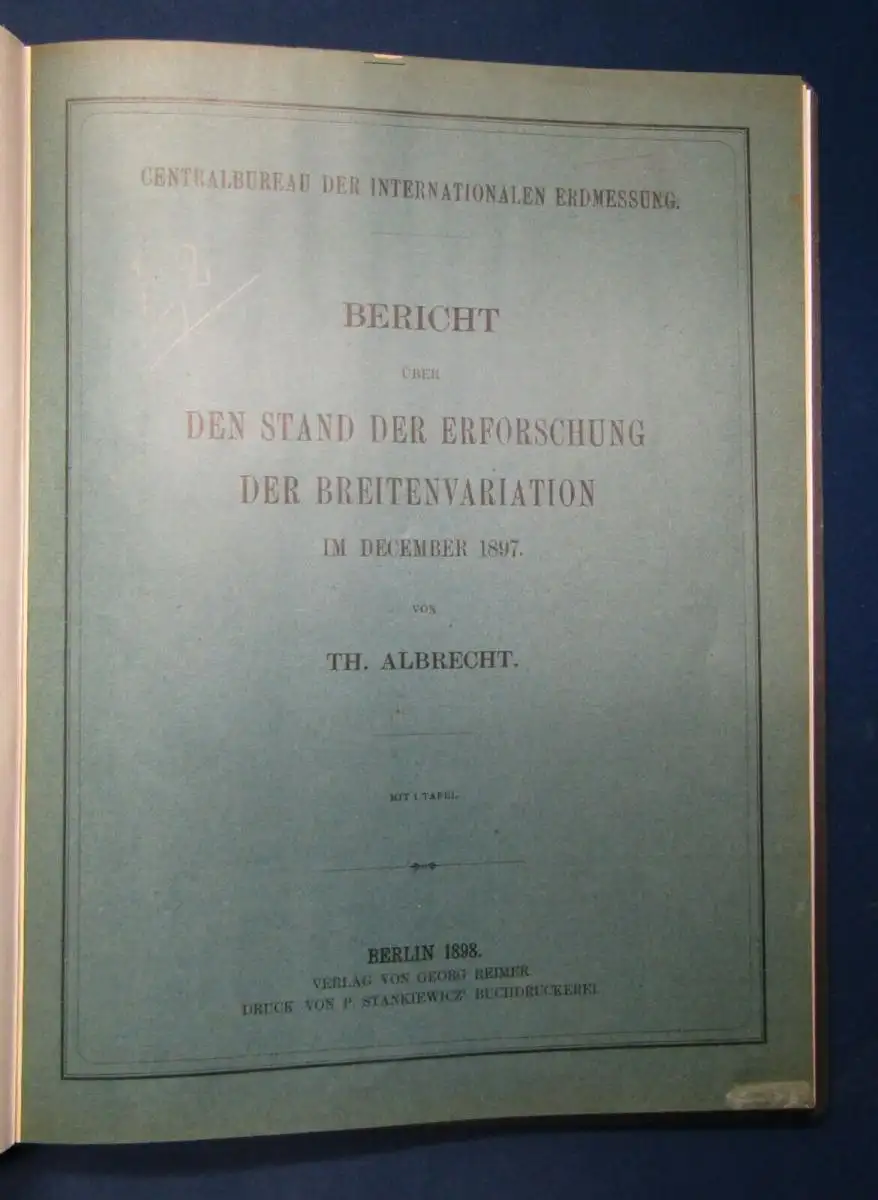 CENTRALBUREAU DER INTERNATIONALEN ERDMESSUNG.
BERICHT
ÜBER
DEN STAND DER ERFORSCHUNG
DER BREITENVARIATION
IM DECEMBER 1897.
VON
TH. ALBRECHT.
MIT 1 TAFEL.
BERLIN 1898.
VERLAG VON GEORG REIMER
DRUCK VON P. STANKIEWICZ' BUCHDRUCKEREI.